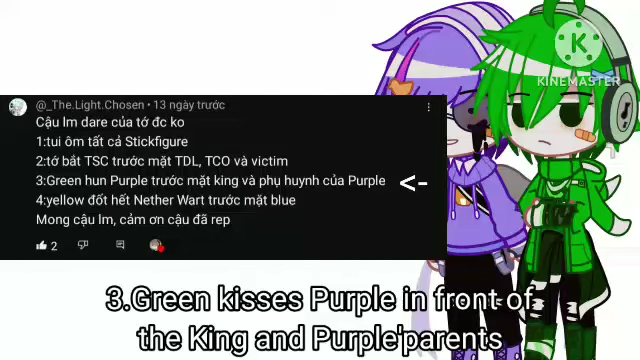 KINEMASTER
@_The.Light.Chosen • 13 ngày trước
Cậu lm dare của tớ đc ko
1:tui ôm tất cả Stickfigure
2:tớ bắt TSC trước mặt TDL, TCO và victim
3:Green hun Purple trước mặt king và phụ huynh của Purple <-
4:yellow đốt hết Nether Wart trước mặt blue
Mong cậu lm, cảm ơn cậu đã rep
2
3.Green kisses Purple in front of
the King and Purple'parents